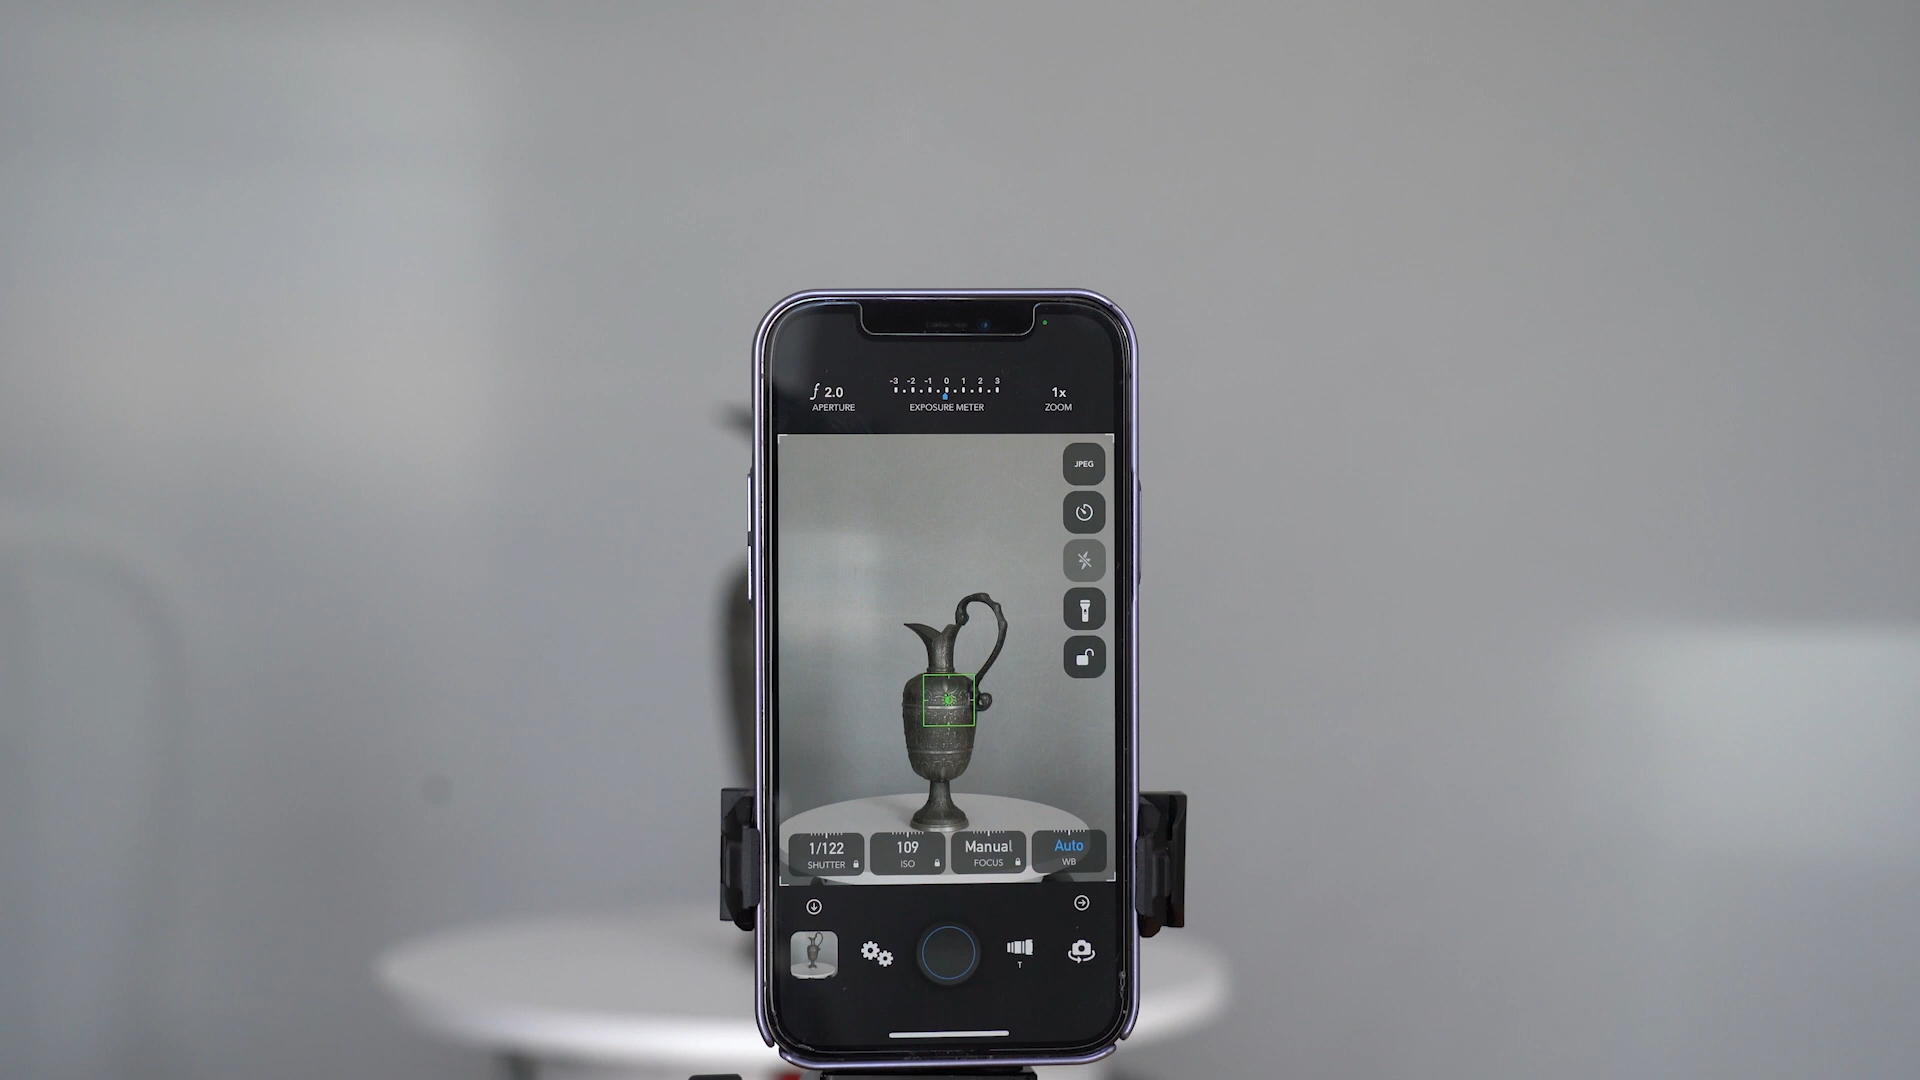 -3 -2 -1 0 1 2 3
ƒ 2.0
1x
APERTURE
EXPOSURE METER
ZOOM
JPEG
1/122
109
Manual
Auto
SHUTTER
ISO
FOCUS
WB
T